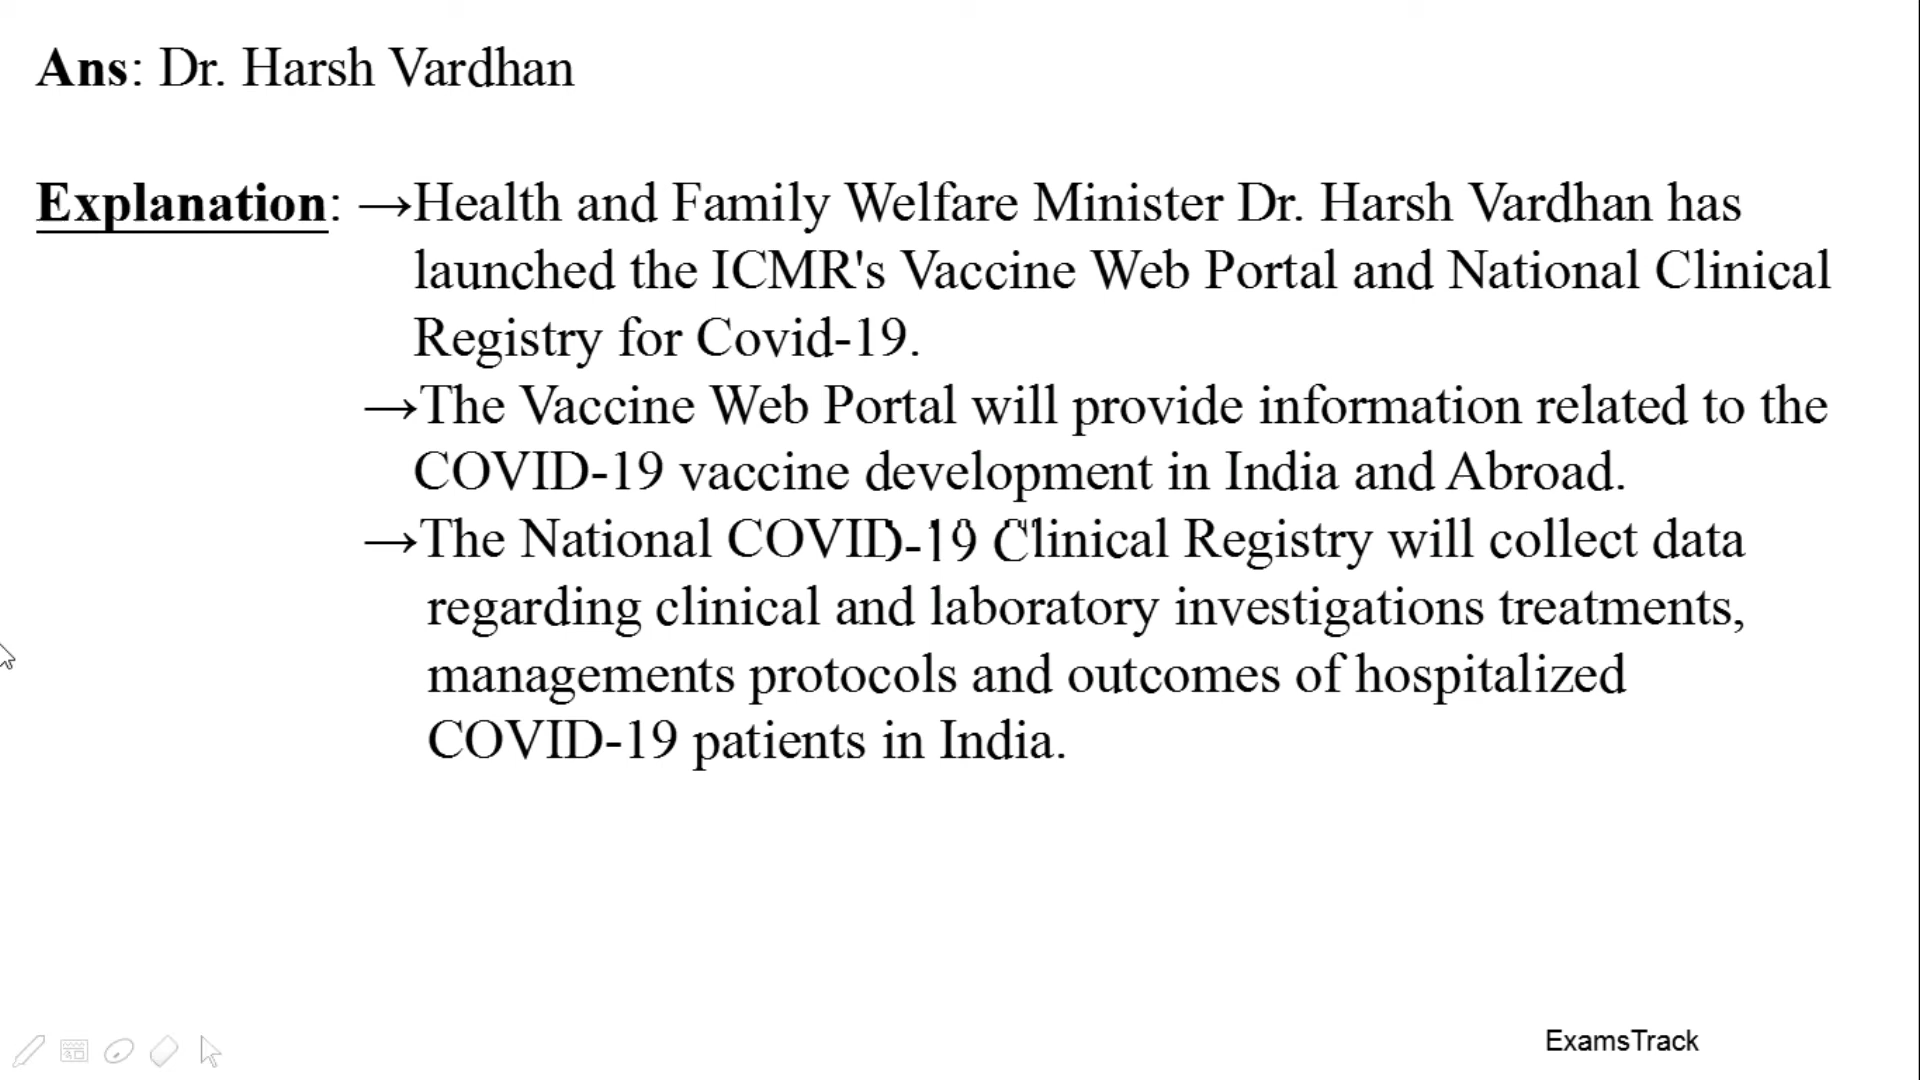 Ans: Dr. Harsh Vardhan
Explanation: →Health and Family Welfare Minister Dr. Harsh Vardhan has
launched the ICMR's Vaccine Web Portal and National Clinical
Registry for Covid-19.
→The Vaccine Web Portal will provide information related to the
COVID-19 vaccine development in India and Abroad.
→The National COVID-19 Clinical Registry will collect data
regarding clinical and laboratory investigations treatments,
managements protocols and outcomes of hospitalized
COVID-19 patients in India.
ExamsTrack